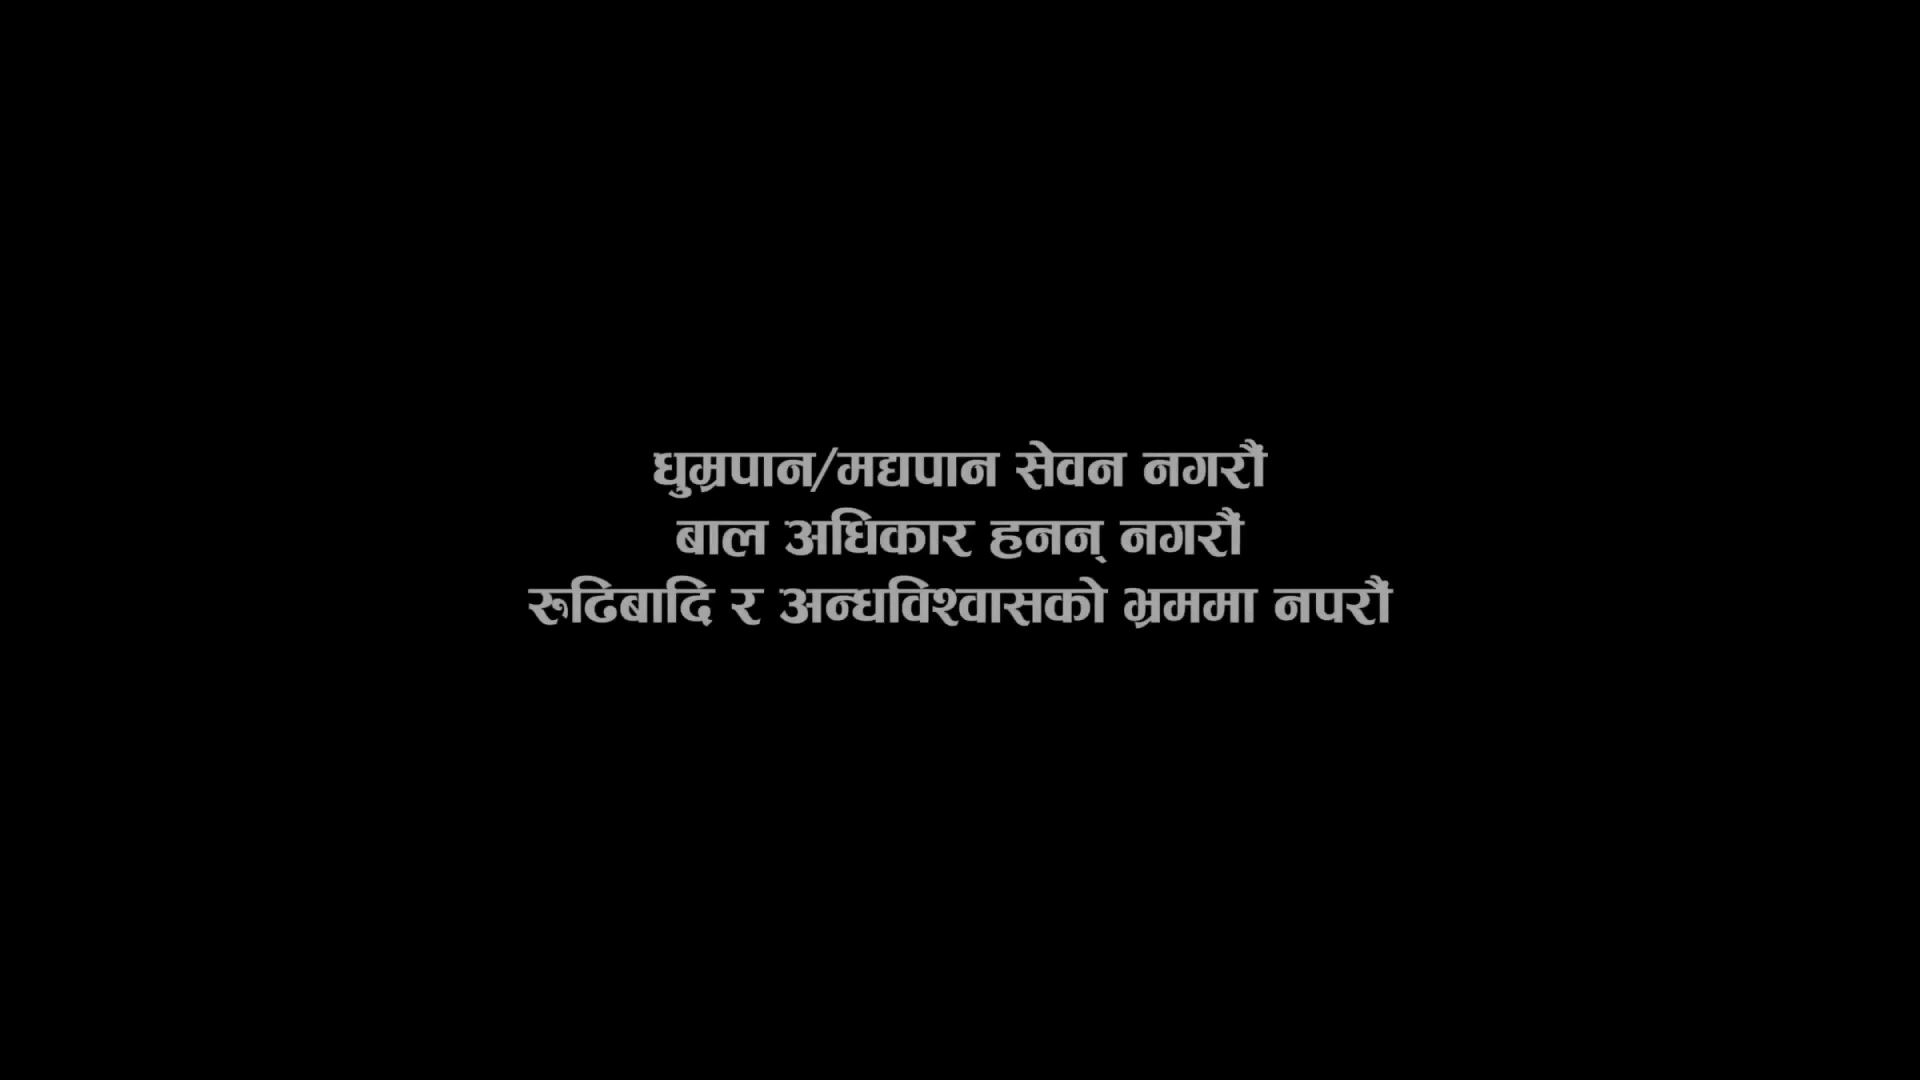 धुम्रपान/मद्यपान सेवन नगरौं
बाल अधिकार हनन् नगरौं
रुढिबादि र अन्धविश्वासको भ्रममा नपरौं